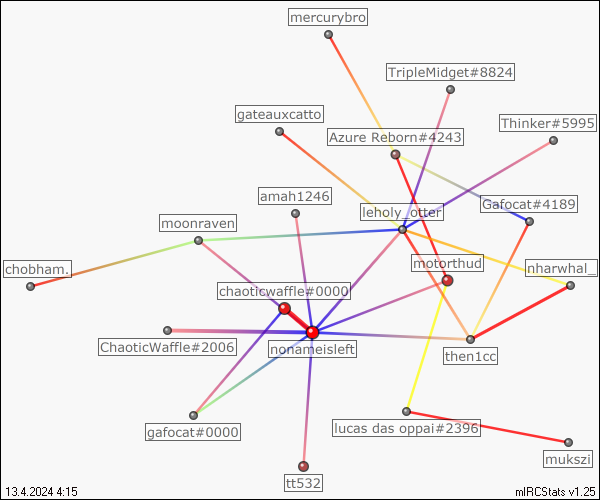 mercurybro
TripleMidget#8824
gateauxcatto
Thinker#5995
Azure Reborn#4243
amah1246
leholy_otter
Gafocat#4189
moonraven
chobham.
motorthud
nharwhal_
chaoticwaffle#0000
ChaoticWaffle#2006
nonameisleft
then1cc
gafocat#0000
lucas das oppai#2396
mukszi
tt532
13.4.2024 4:15
mIRCStats v1.25